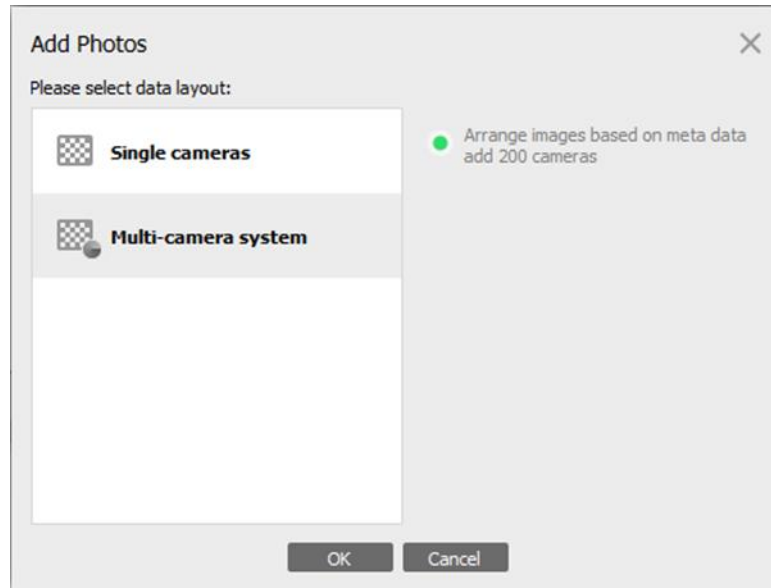 Add Photos
Please select data layout:
Single cameras
Multi-camera system
Arrange images based on meta data
add 200 cameras
OK
Cancel